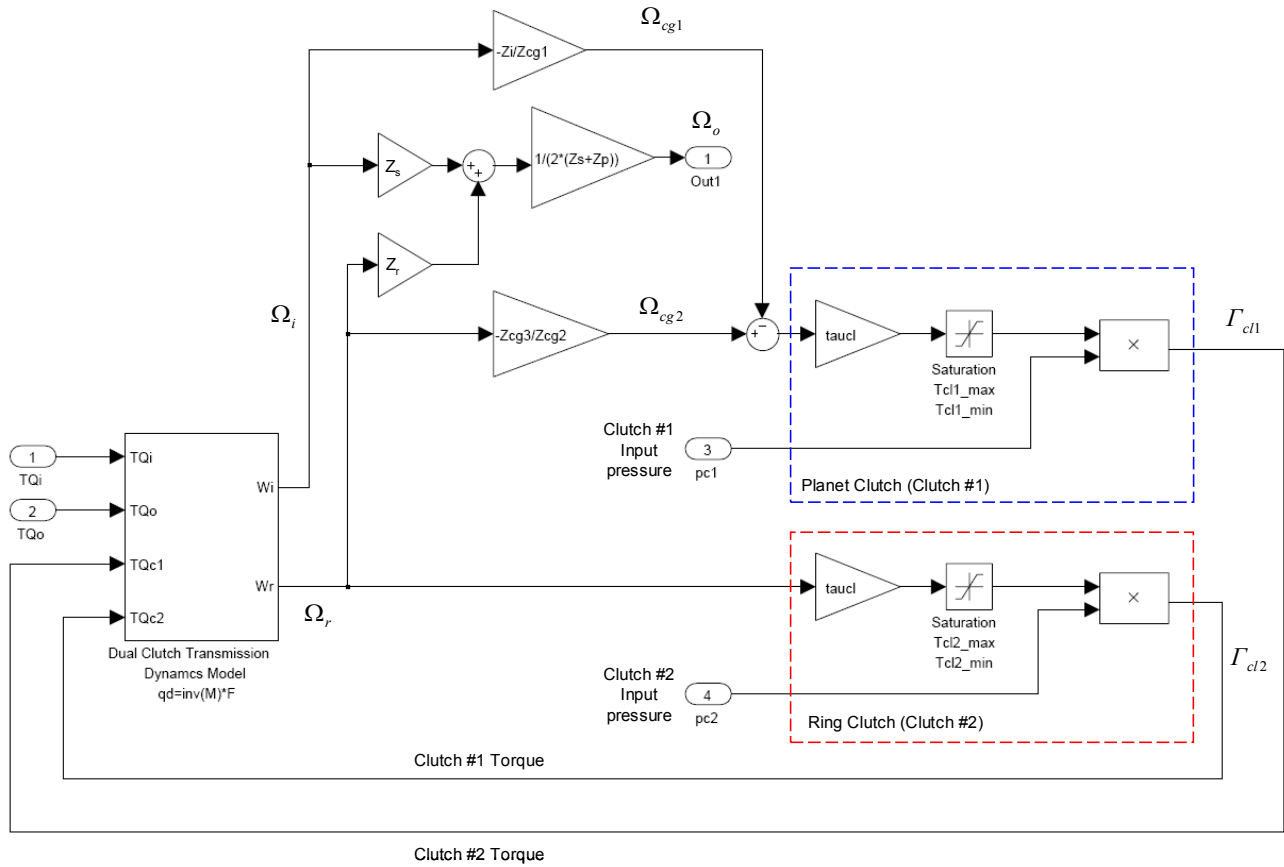 Ω_cg1
-Zi/Zcg1
Ω_o
Z_s
+
+
1/(2*(Zs+Zp))
1
Out1
Z_r
Ω_i
Ω_cg2
-Zcg3/Zcg2
+
−
taucl
Saturation
Tcl1_max
Tcl1_min
×
Γ_cl1
Clutch #1
Input
pressure
3
pc1
Planet Clutch (Clutch #1)
1
TQi
2
TQo
TQi
TQo
TQc1
TQc2
Wi
Wr
Dual Clutch Transmission
Dynamcs Model
qd=inv(M)*F
Ω_r
taucl
Saturation
Tcl2_max
Tcl2_min
×
Γ_cl2
Clutch #2
Input
pressure
4
pc2
Ring Clutch (Clutch #2)
Clutch #1 Torque
Clutch #2 Torque